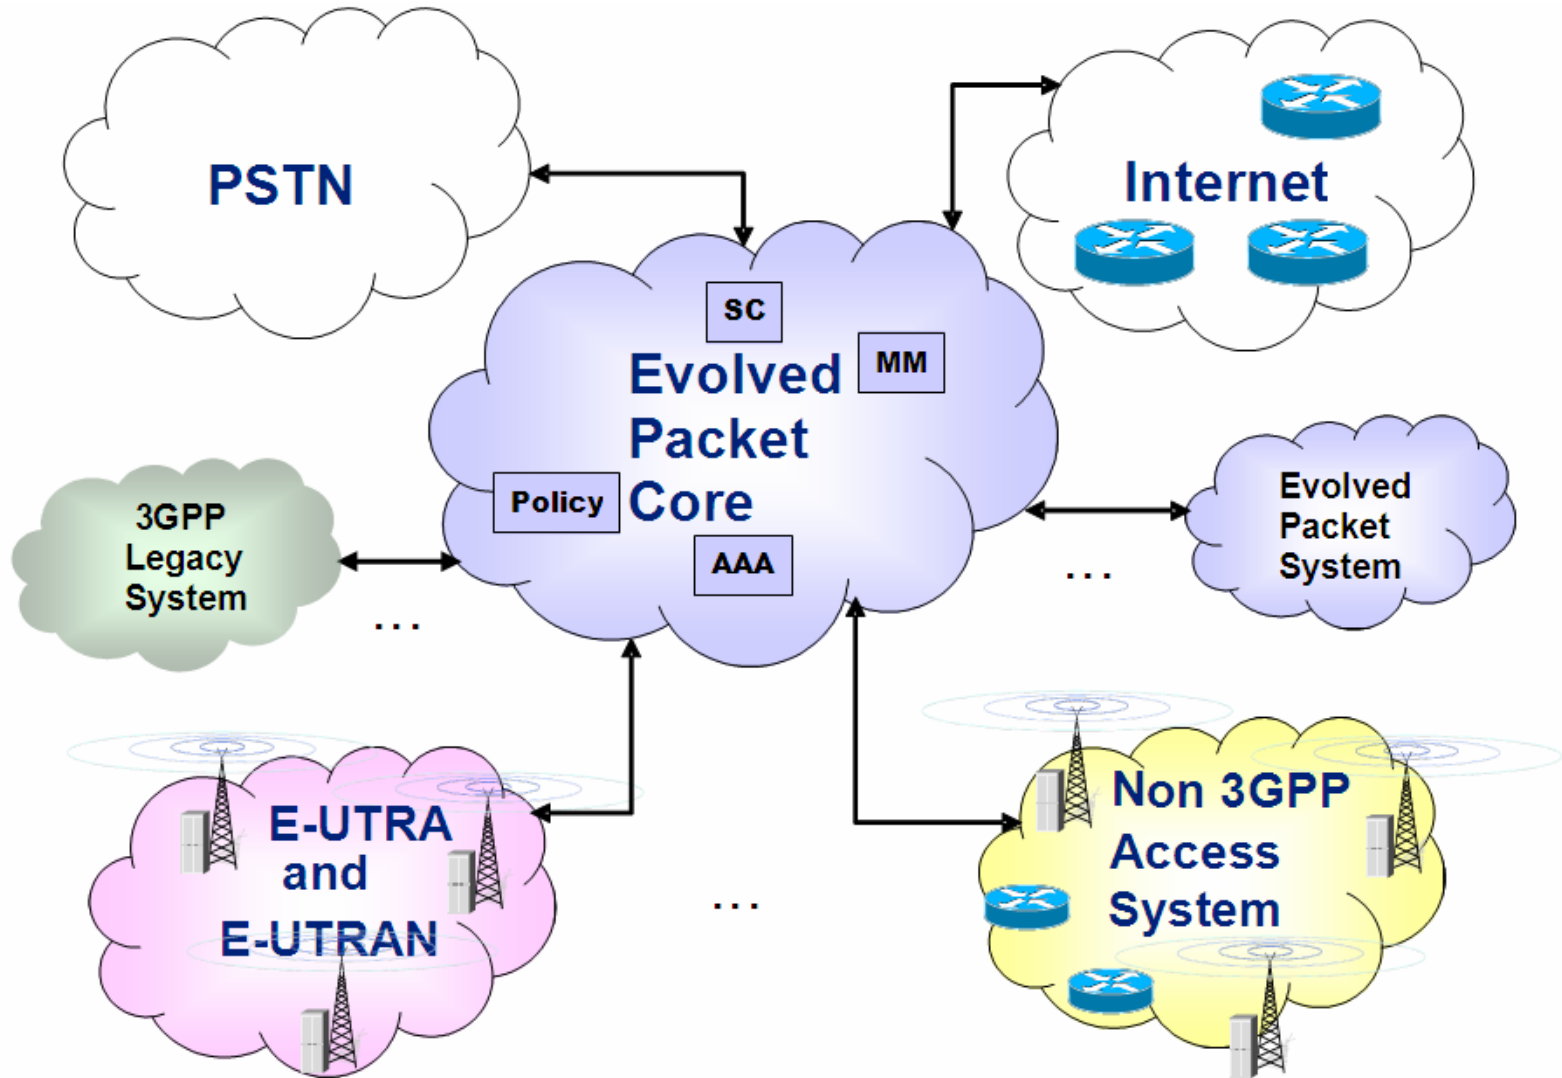 PSTN
Internet
SC
MM
Evolved
Packet
Core
Policy
AAA
3GPP
Legacy
System
...
Evolved
Packet
System
...
E-UTRA
and
E-UTRAN
...
Non 3GPP
Access
System